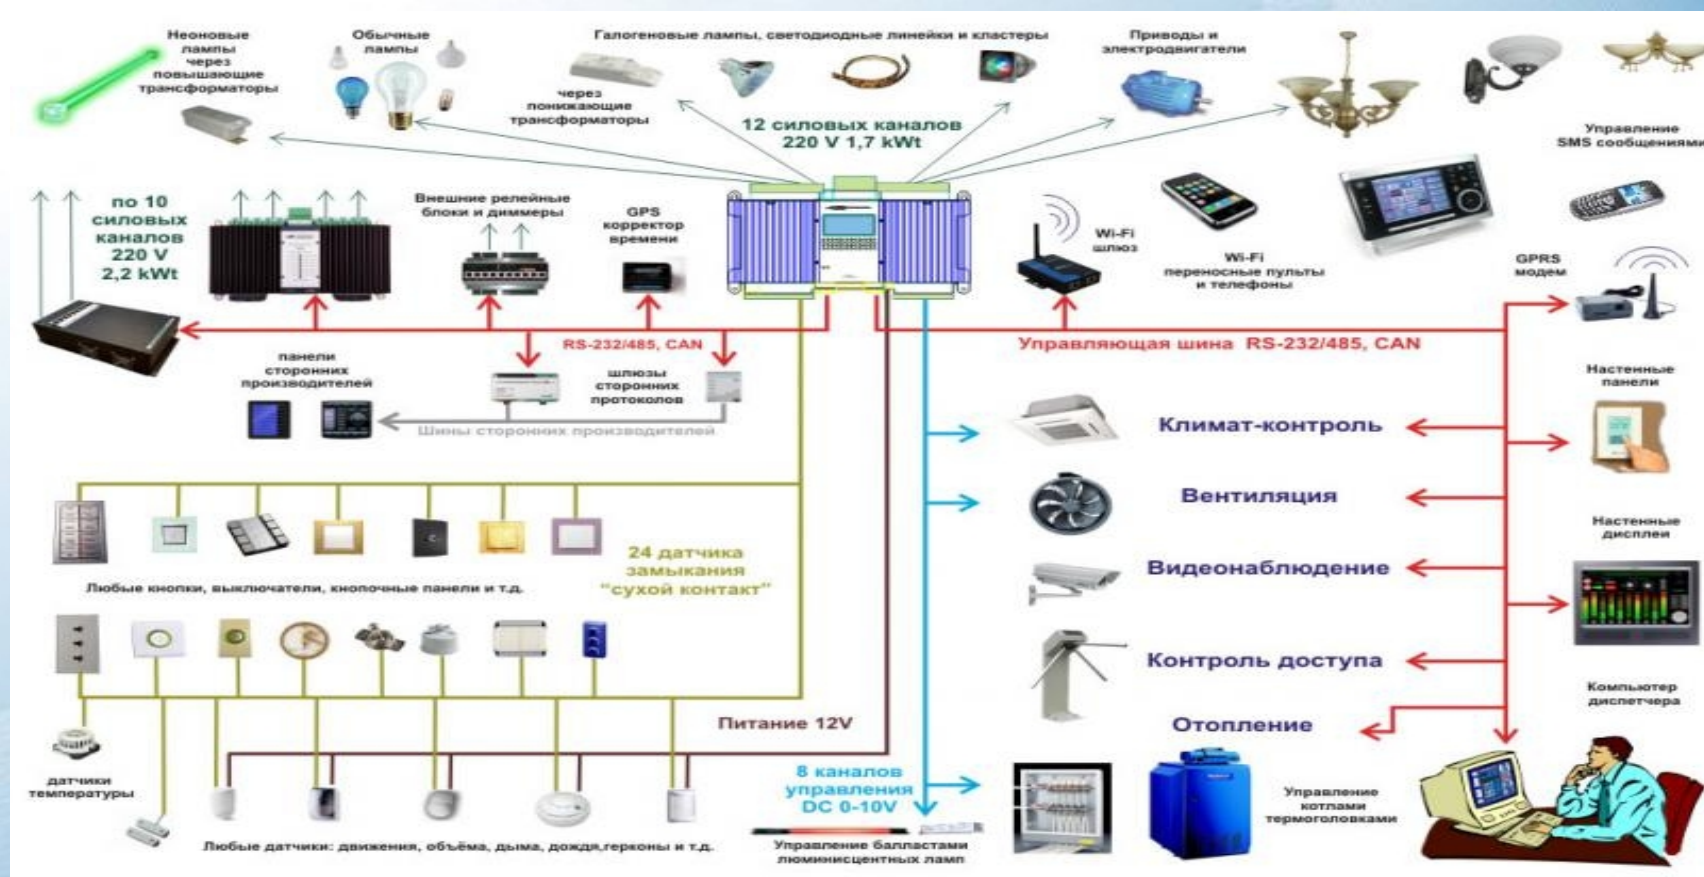 Неоновые
лампы
через
повышающие
трансформаторы
Обычные
лампы
Галогеновые лампы, светодиодные линейки и кластеры
через
понижающие
трансформаторы
Приводы и
электродвигатели
12 силовых каналов
220 V 1,7 kWt
Управление
SMS сообщениями
по 10
силовых
каналов
220 V
2,2 kWt
Внешние релейные
блоки и диммеры
GPS
корректор
времени
Wi-Fi
шлюз
Wi-Fi
переносные пульты
и телефоны
GPRS
модем
RS-232/485, CAN
Управляющая шина RS-232/485, CAN
панели
сторонних
производителей
шлюзы
сторонних
протоколов
Шины сторонних производителей
Настенные
панели
Климат-контроль
Вентиляция
Настенные
дисплеи
24 датчика
замыкания
"сухой контакт"
Любые кнопки, выключатели, кнопочные панели и т.д.
Видеонаблюдение
Контроль доступа
Компьютер
диспетчера
Питание 12V
Отопление
датчики
температуры
8 каналов
управления
DC 0-10V
Управление
котлами
термоголовками
Любые датчики: движения, объёма, дыма, дождя,герконы и т.д.
Управление балластами
люминисцентных ламп